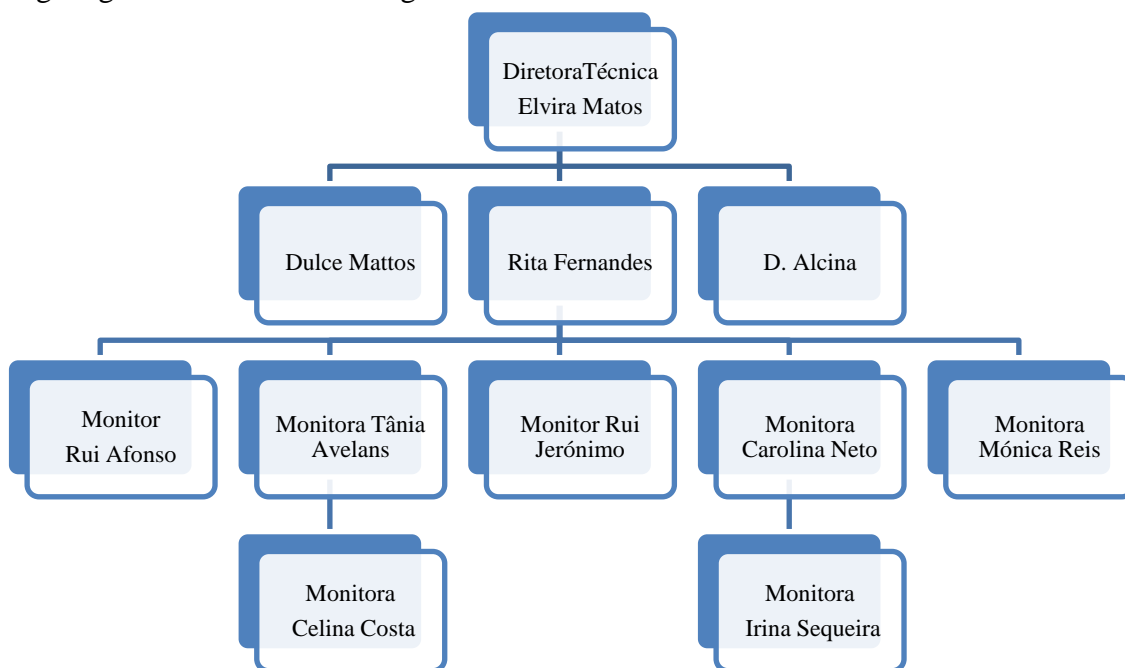 DiretoraTécnica
Elvira Matos
Dulce Mattos
Rita Fernandes
D. Alcina
Monitor
Rui Afonso
Monitora Tânia
Avelans
Monitor Rui
Jerónimo
Monitora
Carolina Neto
Monitora
Mónica Reis
Monitora
Celina Costa
Monitora
Irina Sequeira